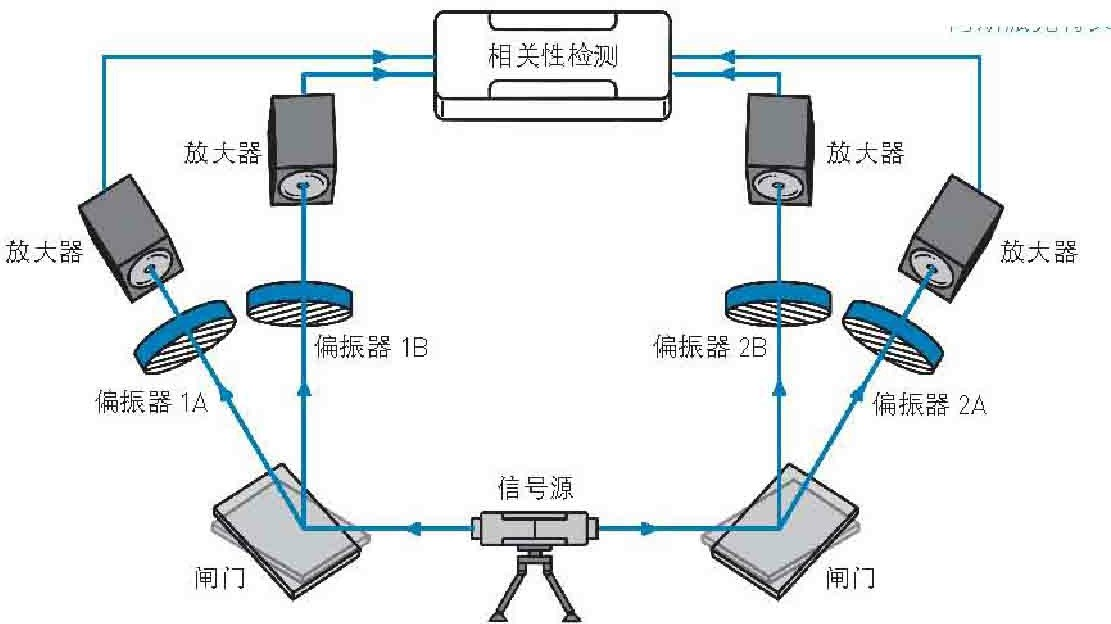 相关性检测
放大器
放大器
放大器
放大器
偏振器 1B
偏振器 2B
偏振器 1A
偏振器 2A
信号源
闸门
闸门